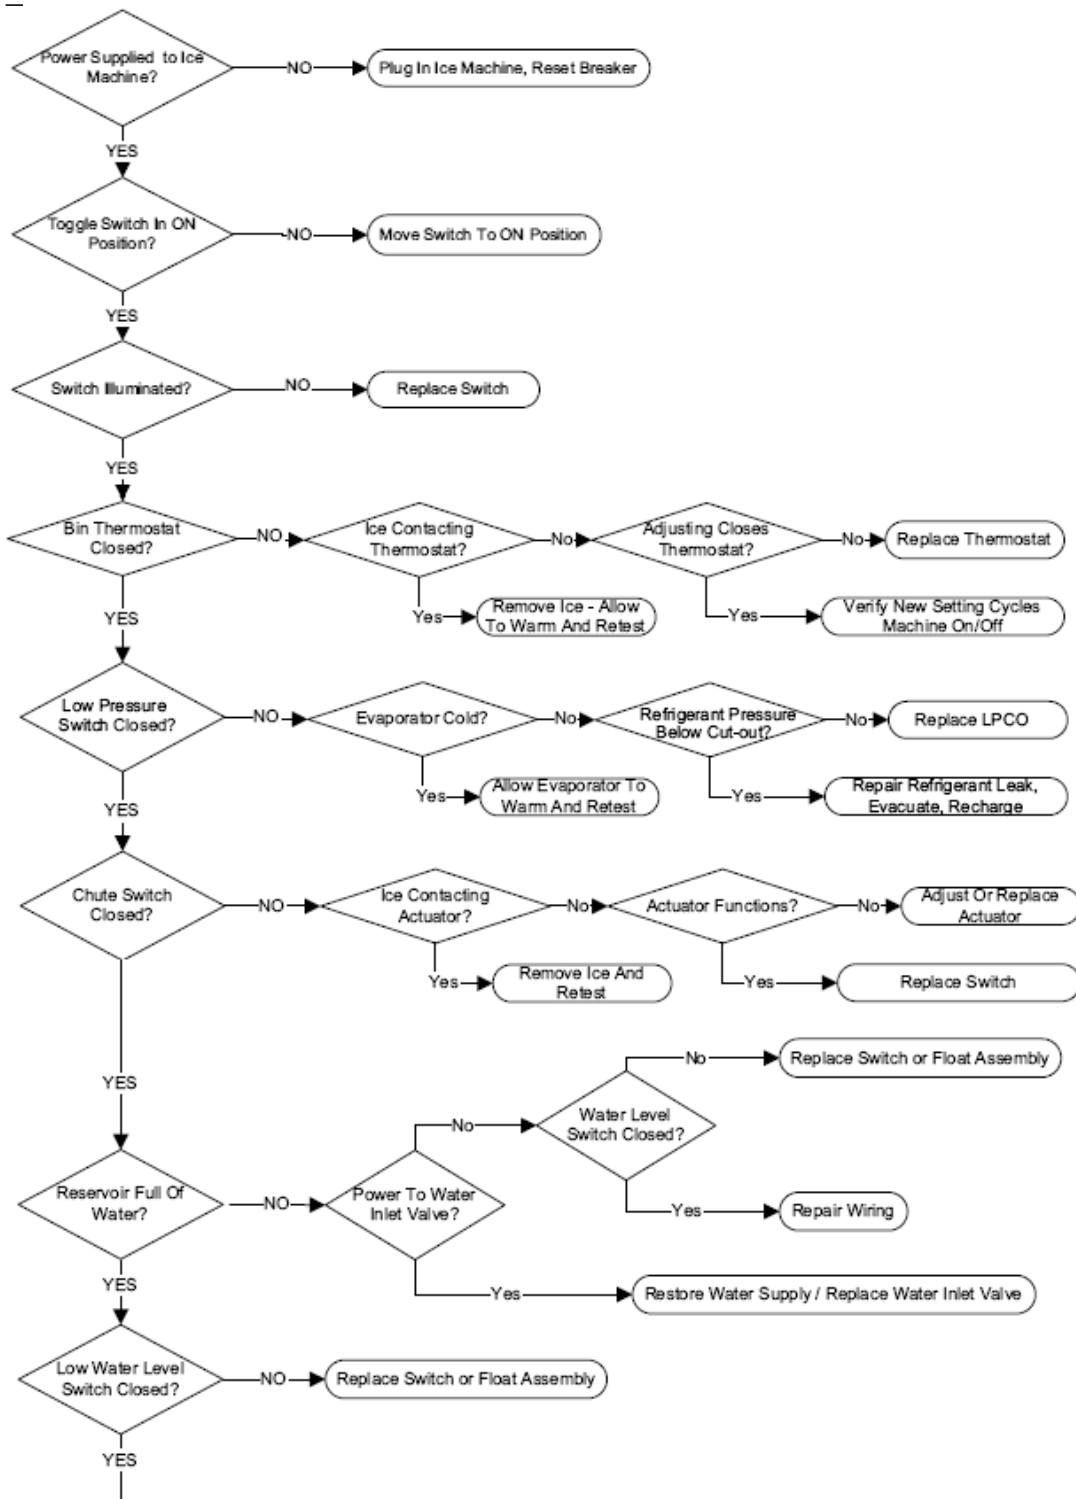 Power Supplied to Ice
Machine?
NO
Plug In Ice Machine, Reset Breaker
YES
Toggle Switch In ON
Position?
NO
Move Switch To ON Position
YES
Switch Illuminated?
NO
Replace Switch
YES
Bin Thermostat
Closed?
NO
Ice Contacting
Thermostat?
No
Adjusting Closes
Thermostat?
No
Replace Thermostat
YES
Yes
Remove Ice - Allow
To Warm And Retest
Yes
Verify New Setting Cycles
Machine On/Off
Low Pressure
Switch Closed?
NO
Evaporator Cold?
No
Refrigerant Pressure
Below Cut-out?
No
Replace LPCO
YES
Yes
Allow Evaporator To
Warm And Retest
Yes
Repair Refrigerant Leak,
Evacuate, Recharge
Chute Switch
Closed?
NO
Ice Contacting
Actuator?
No
Actuator Functions?
No
Adjust Or Replace
Actuator
Yes
Remove Ice And
Retest
Yes
Replace Switch
YES
No
Replace Switch or Float Assembly
No
Water Level
Switch Closed?
Reservoir Full Of
Water?
NO
Power To Water
Inlet Valve?
Yes
Repair Wiring
YES
Yes
Restore Water Supply / Replace Water Inlet Valve
Low Water Level
Switch Closed?
NO
Replace Switch or Float Assembly
YES